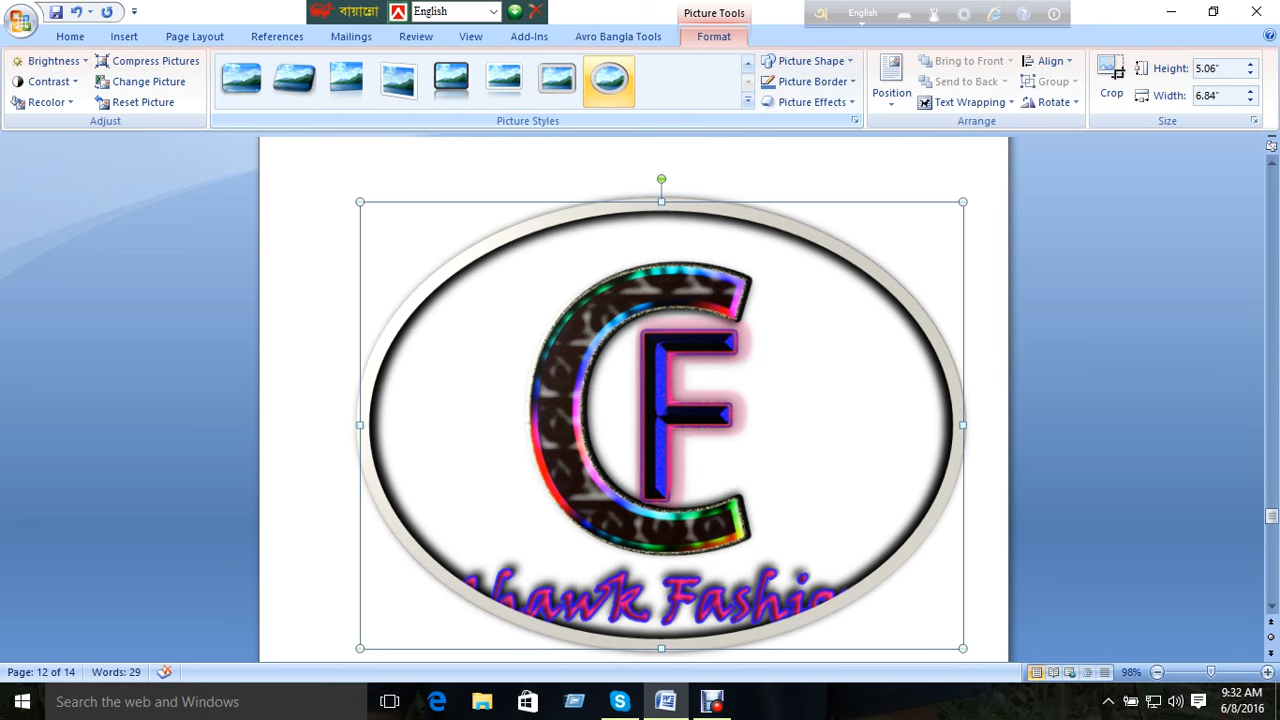 বায়ান্নো English Picture Tools English
Home Insert Page Layout References Mailings Review View Add-Ins Avro Bangla Tools Format
Brightness Compress Pictures Picture Shape Bring to Front Align Height: 5.06"
Contrast Change Picture Picture Border Send to Back Group Width: 6.84"
Recolor Reset Picture Picture Effects Position Text Wrapping Rotate Crop
Adjust Picture Styles Arrange Size
C
F
hawk Fashio
Page: 12 of 14 Words: 29 98%
Search the web and Windows 9:32 AM
6/8/2016